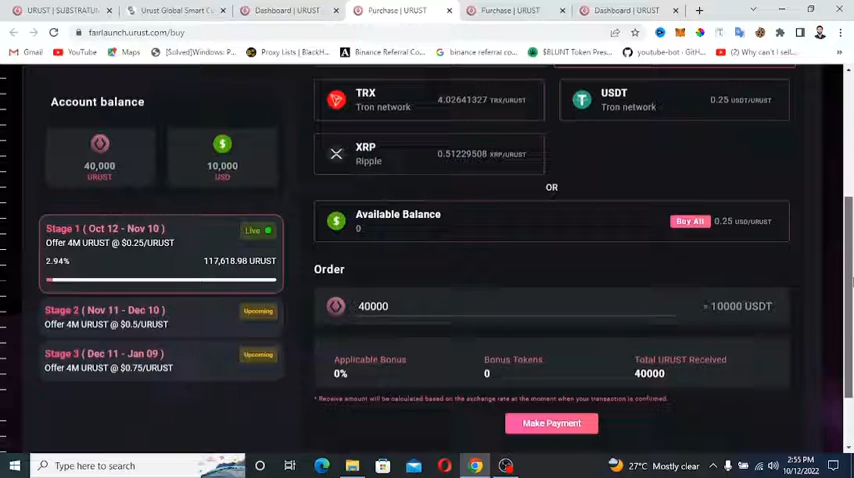 URUST | SUBSTRATUM
Urust Global Smart C
Dashboard | URUST
Purchase | URUST
Purchase | URUST
Dashboard | URUST
fairlaunch.urust.com/buy
Gmail
YouTube
Maps
[Solved]Windows: P...
Proxy Lists | BlackH...
Binance Referral Co...
binance referral co...
$BLUNT Token Pres...
youtube-bot · GitH...
(2) Why can't I sell...
Account balance
40,000
URUST
10,000
USD
Stage 1 ( Oct 12 - Nov 10 )
Live
Offer 4M URUST @ $0.25/URUST
2.94%
117,618.98 URUST
Stage 2 ( Nov 11 - Dec 10 )
Upcoming
Offer 4M URUST @ $0.5/URUST
Stage 3 ( Dec 11 - Jan 09 )
Upcoming
Offer 4M URUST @ $0.75/URUST
TRX
Tron network
4.02641327 TRX/URUST
USDT
Tron network
0.25 USDT/URUST
XRP
Ripple
0.51229508 XRP/URUST
OR
Available Balance
0
Buy All
0.25 USD/URUST
Order
40000
= 10000 USDT
Applicable Bonus
0%
Bonus Tokens
0
Total URUST Received
40000
* Receive amount will be calculated based on the exchange rate at the moment when your transaction is confirmed.
Make Payment
Type here to search
27°C Mostly clear
2:55 PM
10/12/2022